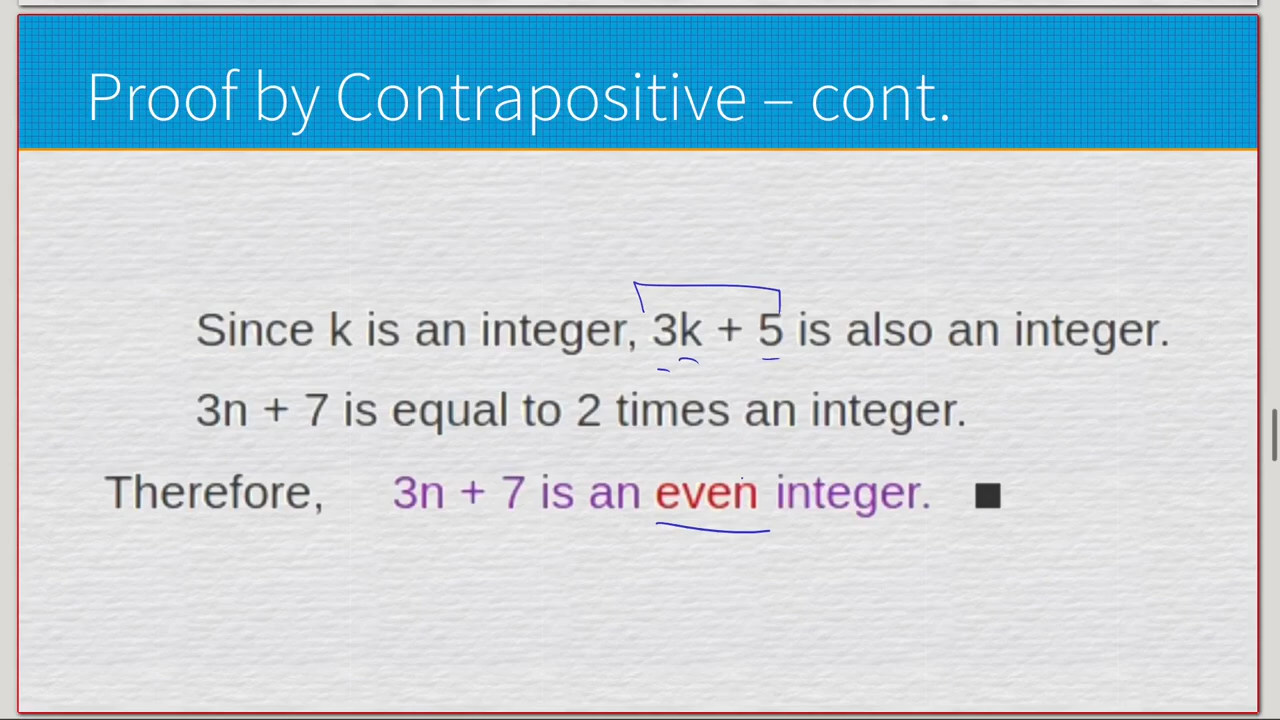 Proof by Contrapositive – cont.
Since k is an integer, 3k + 5 is also an integer.
3n + 7 is equal to 2 times an integer.
Therefore, 3n + 7 is an even integer. ■